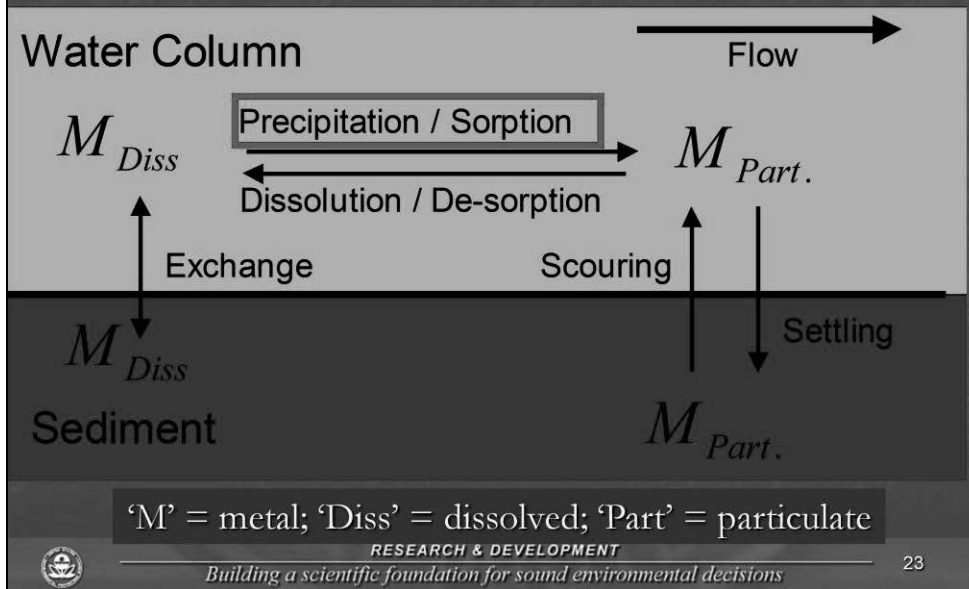 Water Column
Flow
Precipitation / Sorption
M Diss
M Part.
Dissolution / De-sorption
Exchange
Scouring
Settling
M Diss
M Part.
Sediment
‘M’ = metal; ‘Diss’ = dissolved; ‘Part’ = particulate
RESEARCH & DEVELOPMENT
Building a scientific foundation for sound environmental decisions
23